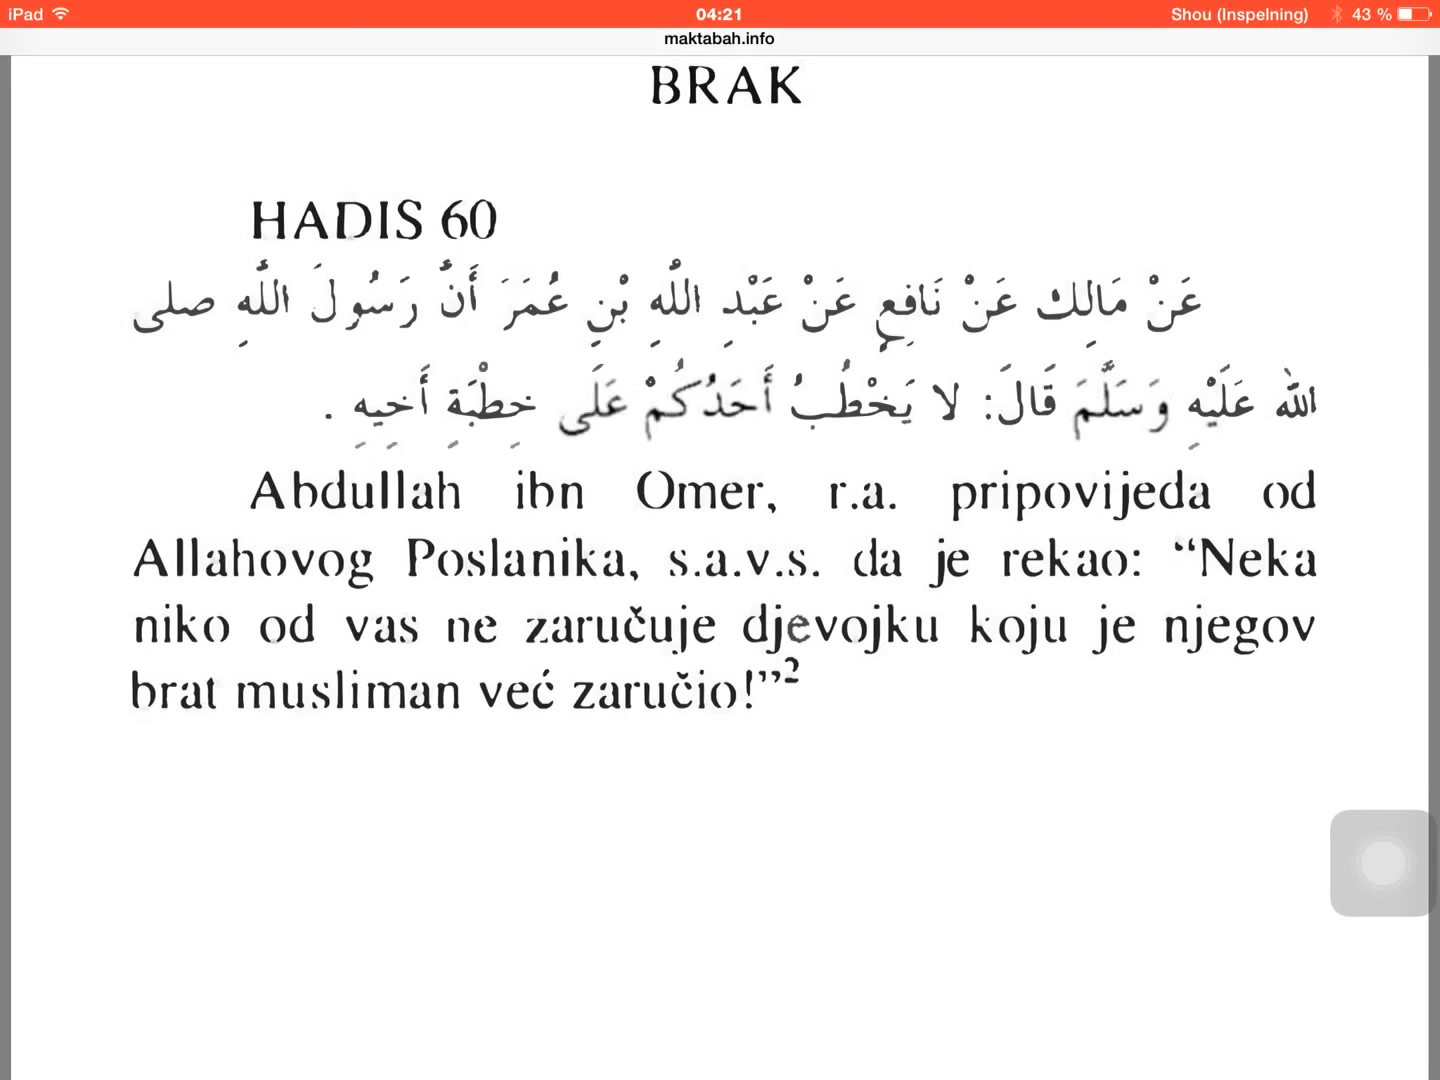 iPad 04:21 Shou (Inspelning) 43 %
maktabah.info
BRAK
HADIS 60
عَنْ مَالِكٍ عَنْ نَافِعٍ عَنْ عَبْدِ اللَّهِ بْنِ عُمَرَ أَنَّ رَسُولَ اللَّهِ صلى
الله عَلَيْهِ وَسَلَّمَ قَالَ: لا يَخْطُبُ أَحَدُكُمْ عَلَى خِطْبَةِ أَخِيهِ .
Abdullah ibn Omer, r.a. pripovijeda od
Allahovog Poslanika, s.a.v.s. da je rekao: “Neka
niko od vas ne zaručuje djevojku koju je njegov
brat musliman već zaručio!”²